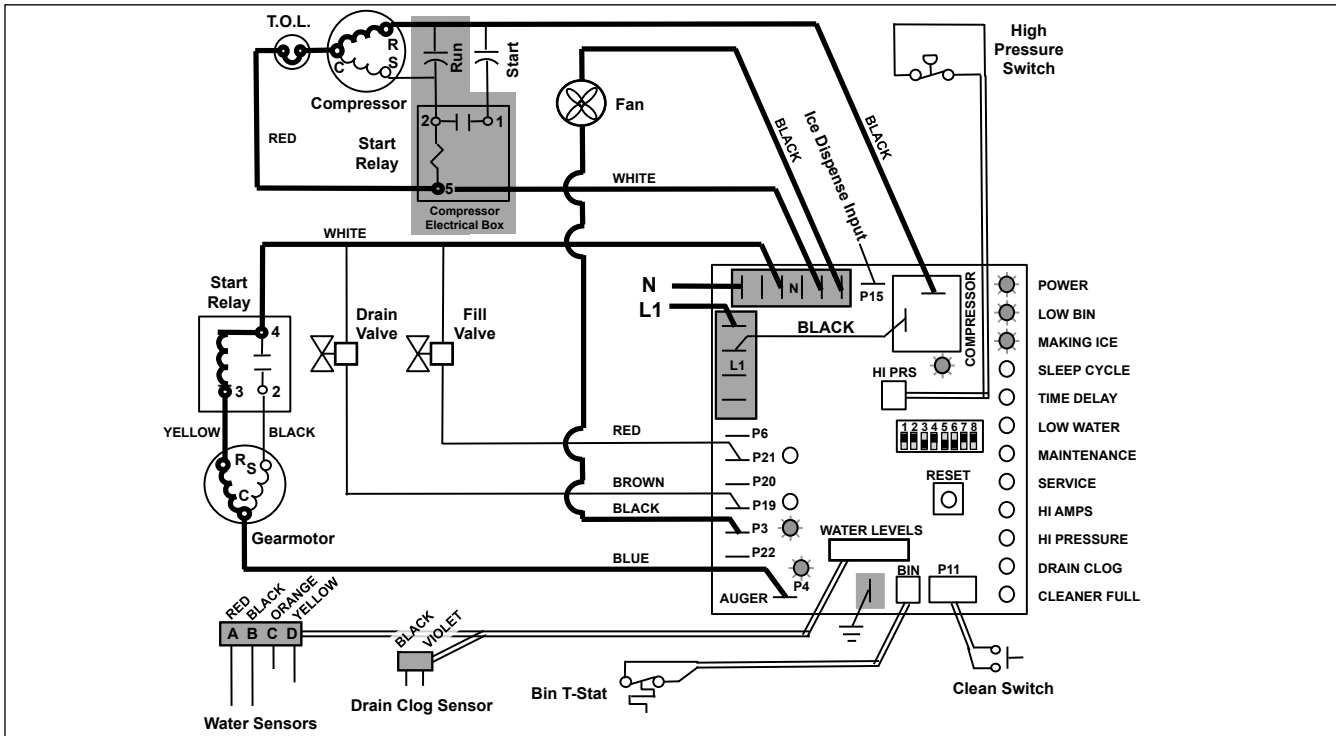 T.O.L.
R
C
S
Compressor
Run
Start
2
1
Start
Relay
5
Compressor
Electrical Box
RED
WHITE
Fan
BLACK
Ice Dispense Input
BLACK
High
Pressure
Switch
WHITE
Start
Relay
4
3
2
YELLOW
BLACK
R
S
C
Gearmotor
Drain
Valve
Fill
Valve
N
L1
N
P15
BLACK
L1
COMPRESSOR
HI PRS
1 2 3 4 5 6 7 8
RESET
RED
BROWN
BLACK
BLUE
P6
P21
P20
P19
P3
P22
P4
AUGER
WATER LEVELS
BIN
P11
POWER
LOW BIN
MAKING ICE
SLEEP CYCLE
TIME DELAY
LOW WATER
MAINTENANCE
SERVICE
HI AMPS
HI PRESSURE
DRAIN CLOG
CLEANER FULL
RED
BLACK
ORANGE
YELLOW
A B C D
Water Sensors
BLACK
VIOLET
Drain Clog Sensor
Bin T-Stat
Clean Switch